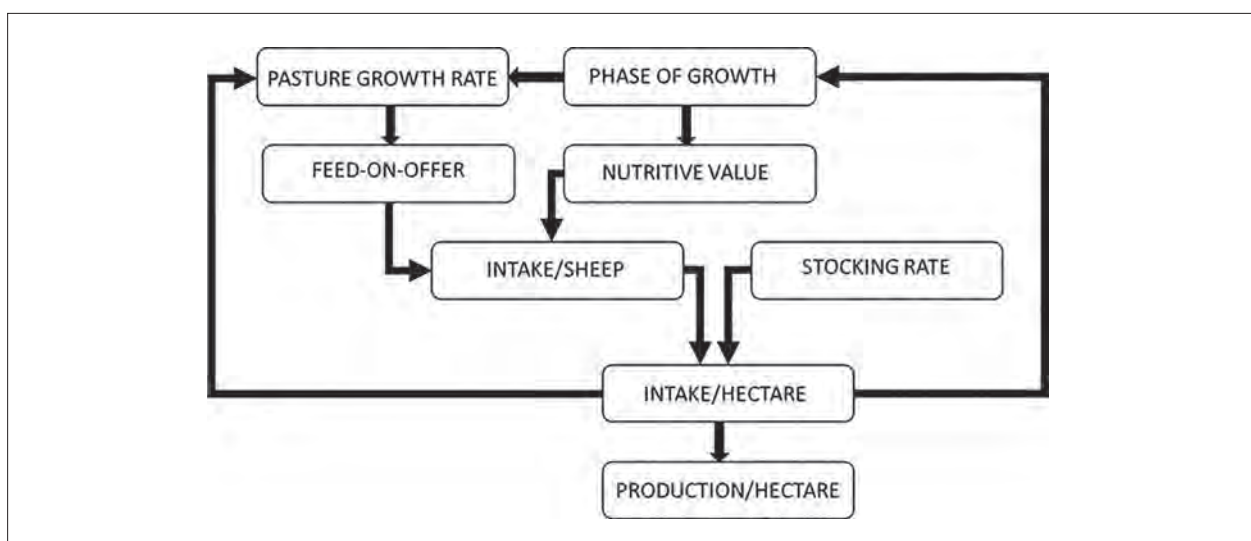 PASTURE GROWTH RATE
PHASE OF GROWTH
FEED-ON-OFFER
NUTRITIVE VALUE
INTAKE/SHEEP
STOCKING RATE
INTAKE/HECTARE
PRODUCTION/HECTARE